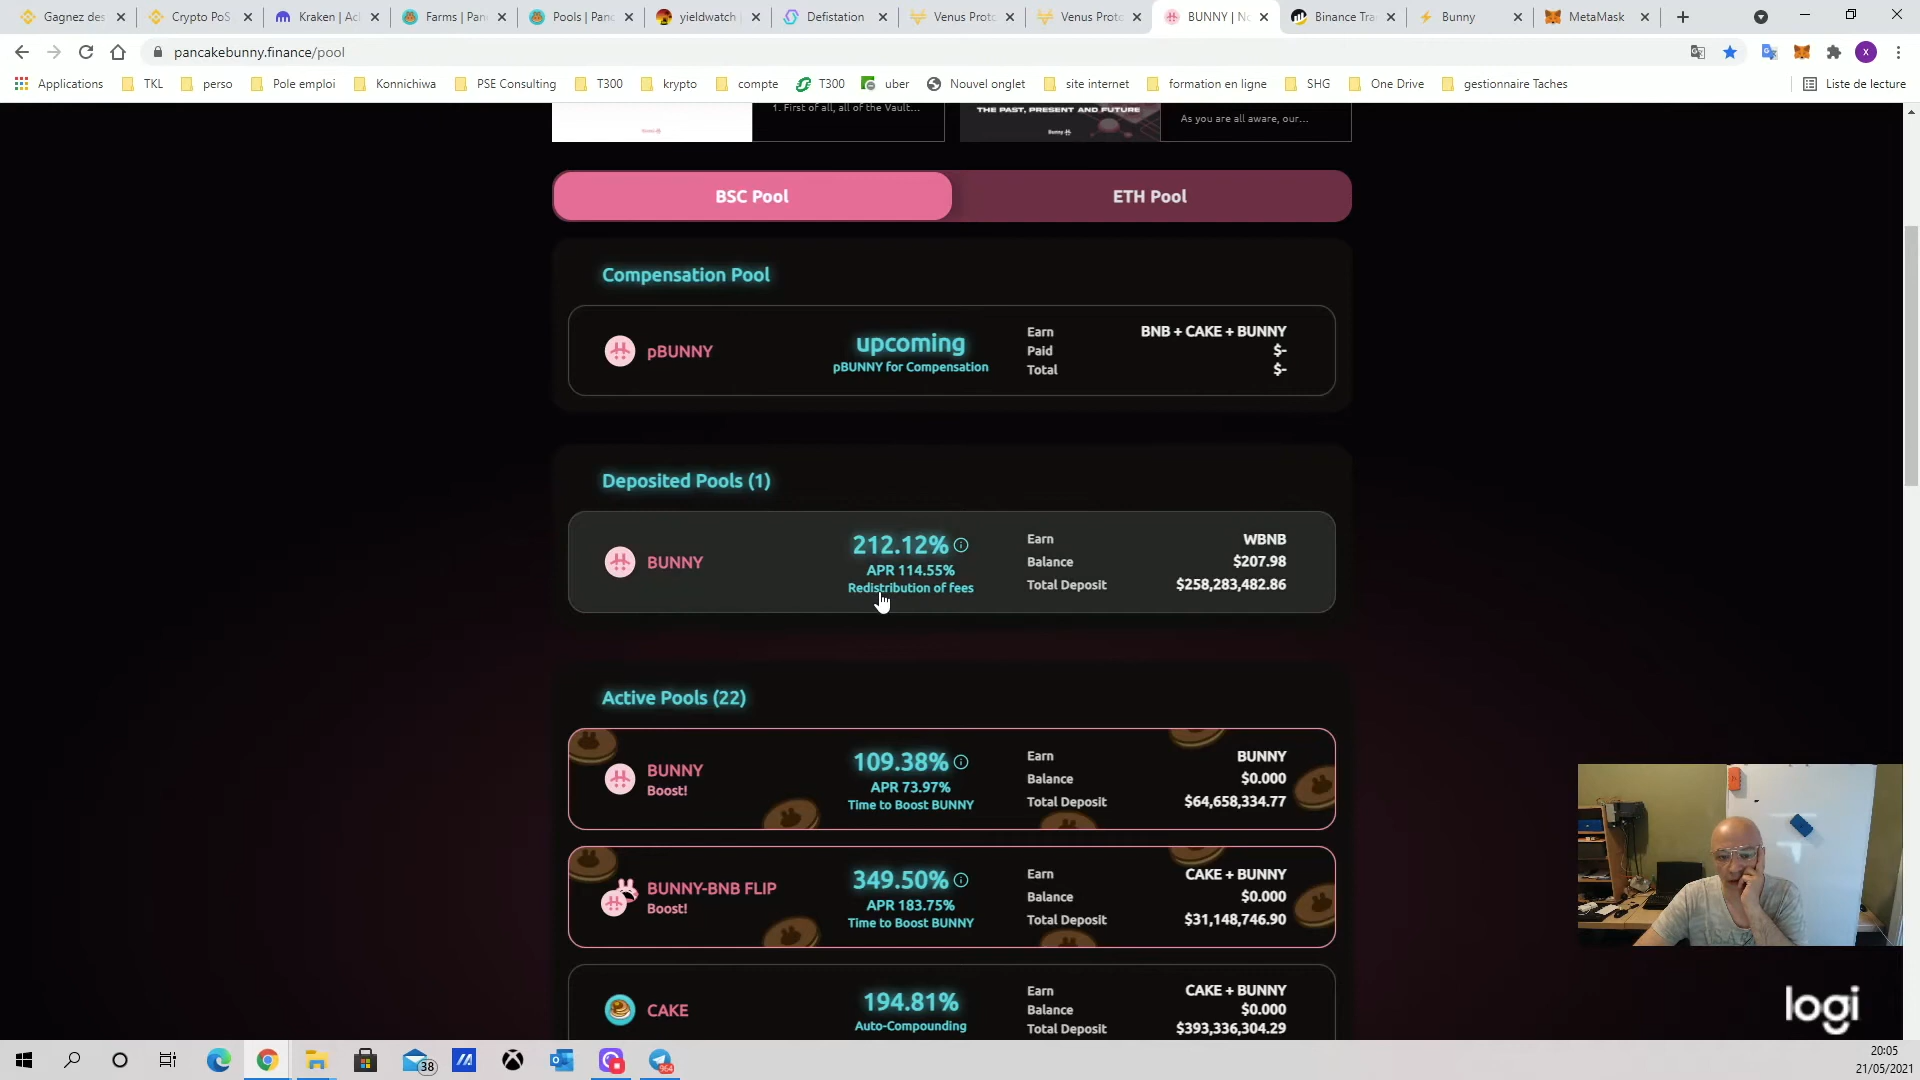 Gagnez des
Crypto PoS
Kraken | Acl
Farms | Pan
Pools | Panc
yieldwatch
Defistation
Venus Proto
Venus Proto
BUNNY | No
Binance Tra
Bunny
MetaMask
pancakebunny.finance/pool
X
Applications
TKL
perso
Pole emploi
Konnichiwa
PSE Consulting
T300
krypto
compte
T300
uber
Nouvel onglet
site internet
formation en ligne
SHG
One Drive
gestionnaire Taches
Liste de lecture
1. First of all, all of the Vault...
THE PAST, PRESENT AND FUTURE
Bunny
As you are all aware, our...
BSC Pool
ETH Pool
Compensation Pool
pBUNNY
upcoming
pBUNNY for Compensation
Earn BNB + CAKE + BUNNY
Paid $-
Total $-
Deposited Pools (1)
BUNNY
212.12%
APR 114.55%
Redistribution of fees
Earn WBNB
Balance $207.98
Total Deposit $258,283,482.86
Active Pools (22)
BUNNY
Boost!
109.38%
APR 73.97%
Time to Boost BUNNY
Earn BUNNY
Balance $0.000
Total Deposit $64,658,334.77
BUNNY-BNB FLIP
Boost!
349.50%
APR 183.75%
Time to Boost BUNNY
Earn CAKE + BUNNY
Balance $0.000
Total Deposit $31,148,746.90
CAKE
194.81%
Auto-Compounding
Earn CAKE + BUNNY
Balance $0.000
Total Deposit $393,336,304.29
logi
38
964
20:05
21/05/2021